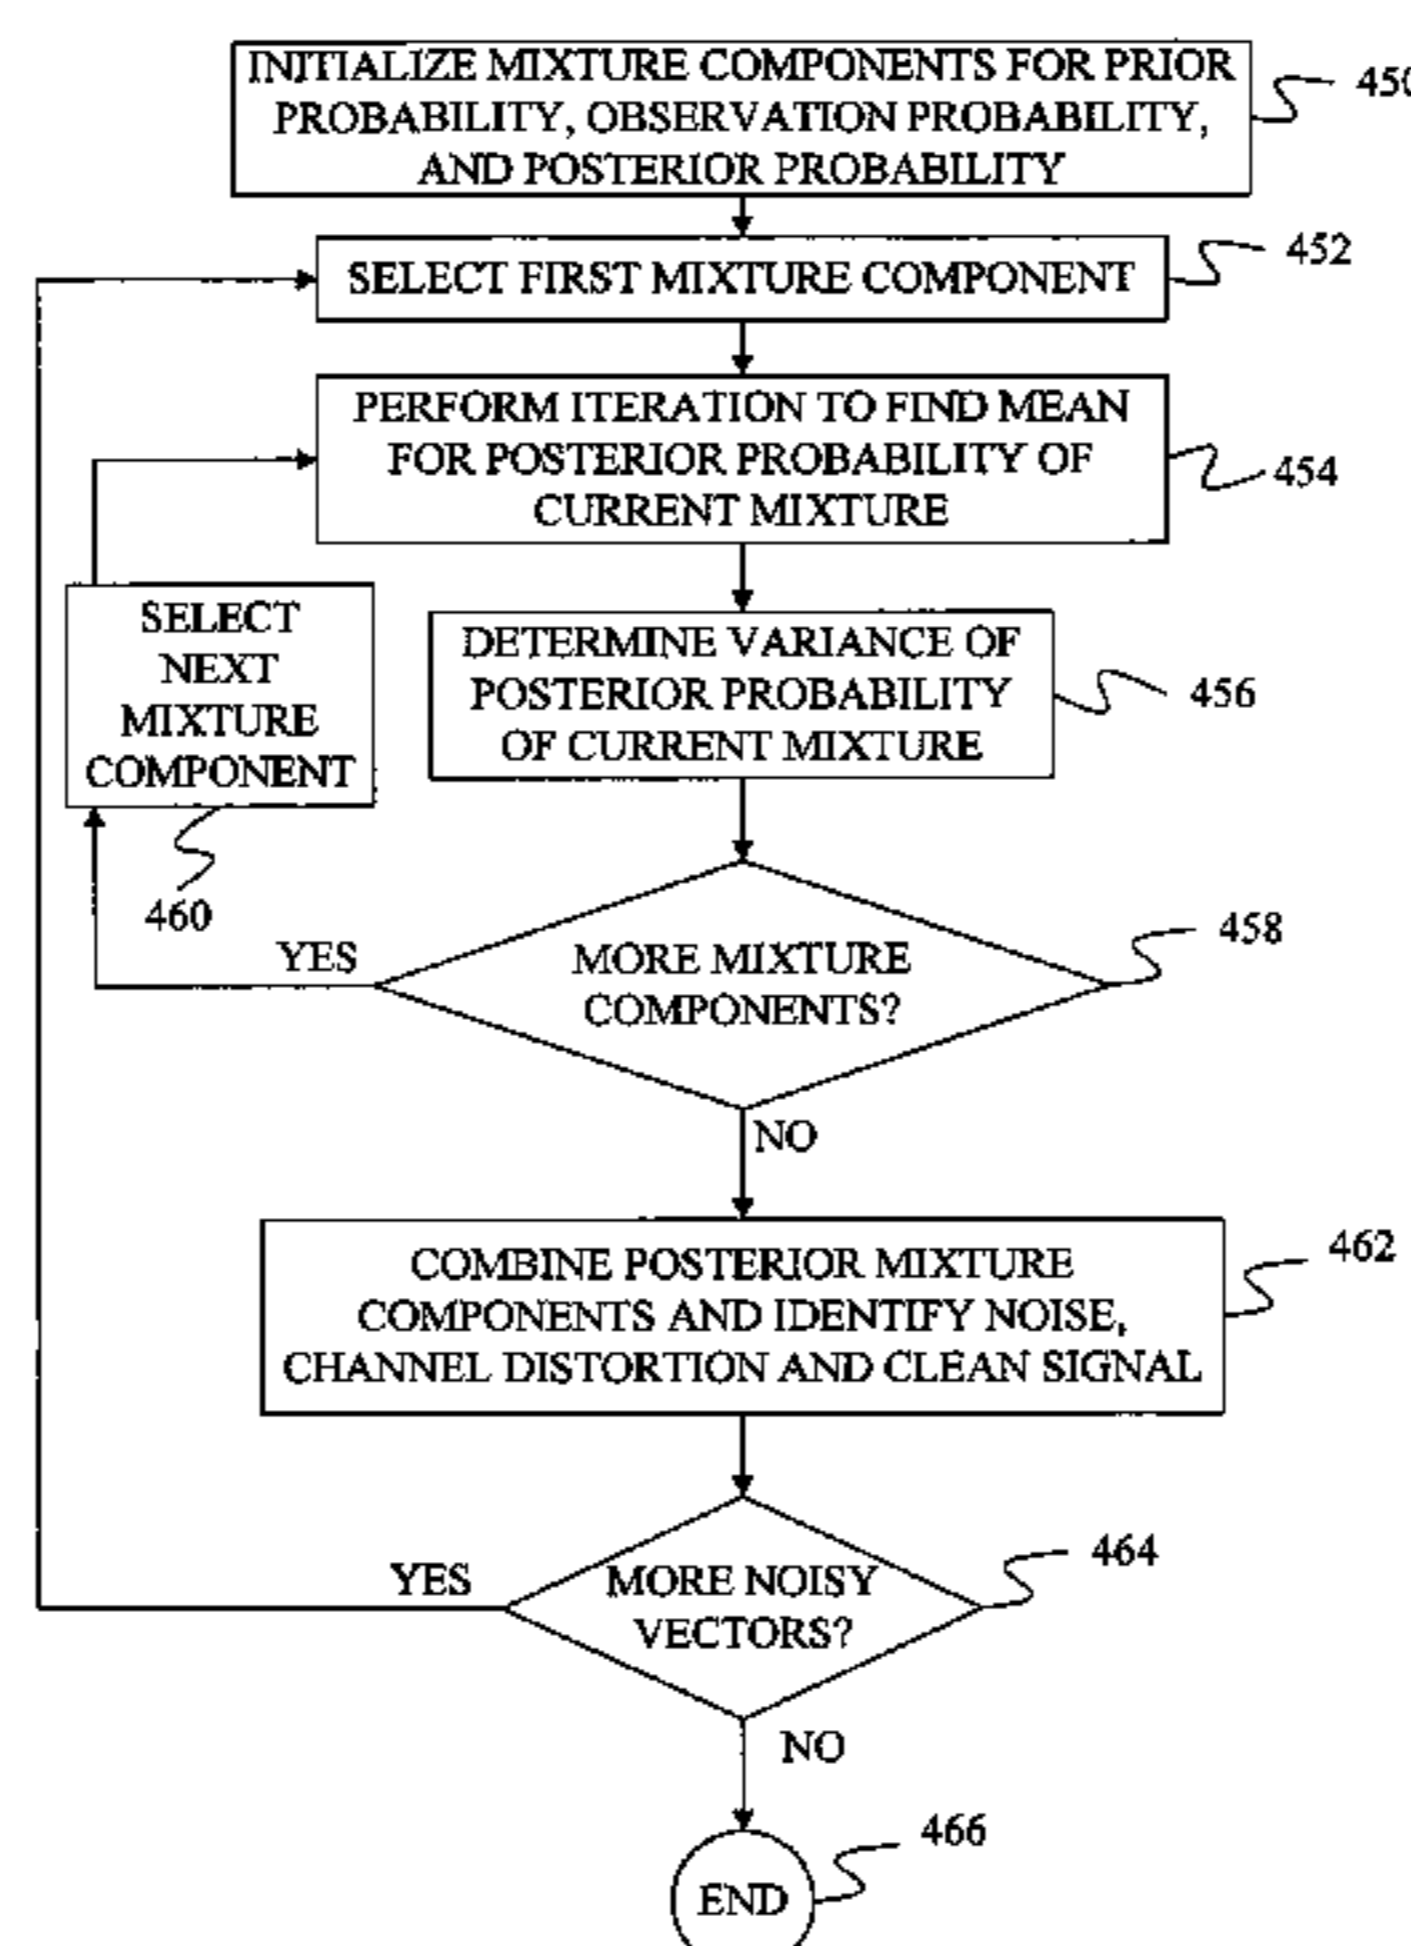 INITIALIZE MIXTURE COMPONENTS FOR PRIOR
PROBABILITY, OBSERVATION PROBABILITY,
AND POSTERIOR PROBABILITY
450
SELECT FIRST MIXTURE COMPONENT
452
PERFORM ITERATION TO FIND MEAN
FOR POSTERIOR PROBABILITY OF
CURRENT MIXTURE
454
SELECT
NEXT
MIXTURE
COMPONENT
460
DETERMINE VARIANCE OF
POSTERIOR PROBABILITY
OF CURRENT MIXTURE
456
YES
MORE MIXTURE
COMPONENTS?
458
NO
COMBINE POSTERIOR MIXTURE
COMPONENTS AND IDENTIFY NOISE,
CHANNEL DISTORTION AND CLEAN SIGNAL
462
YES
MORE NOISY
VECTORS?
464
NO
END
466